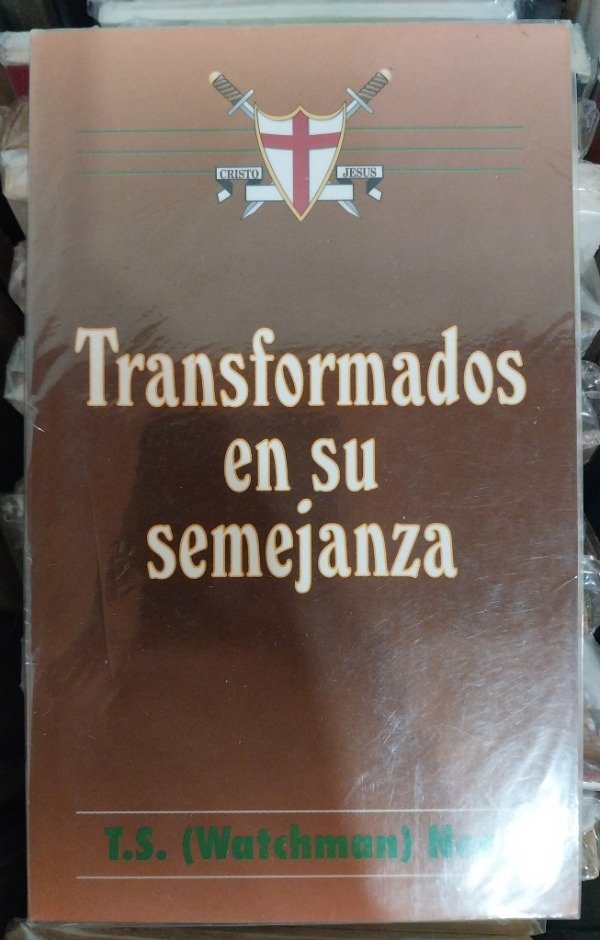 CRISTO JESUS
Transformados
en su
semejanza
T.S. (Watchman)